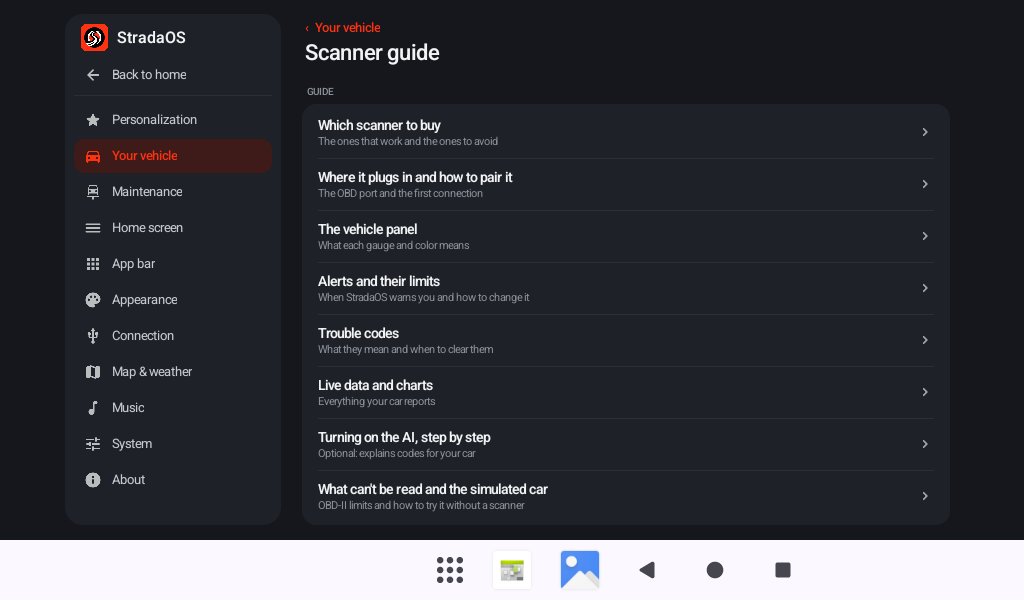 StradaOS
Back to home
Personalization
Your vehicle
Maintenance
Home screen
App bar
Appearance
Connection
Map & weather
Music
System
About
‹ Your vehicle
Scanner guide
GUIDE
Which scanner to buy
The ones that work and the ones to avoid
Where it plugs in and how to pair it
The OBD port and the first connection
The vehicle panel
What each gauge and color means
Alerts and their limits
When StradaOS warns you and how to change it
Trouble codes
What they mean and when to clear them
Live data and charts
Everything your car reports
Turning on the AI, step by step
Optional: explains codes for your car
What can't be read and the simulated car
OBD-II limits and how to try it without a scanner